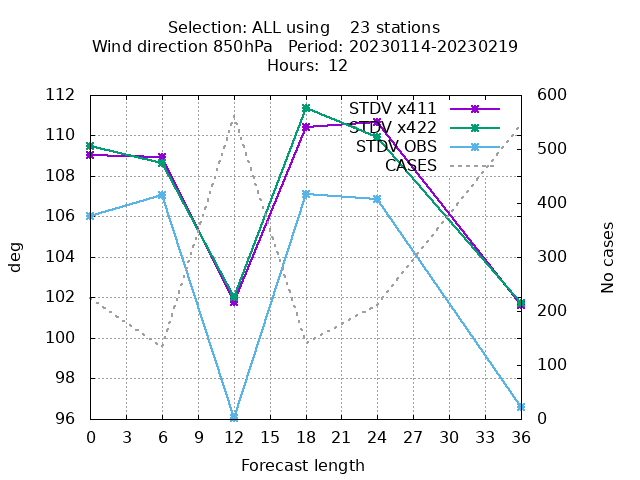 Selection: ALL using    23 stations
Wind direction 850hPa   Period: 20230114-20230219
Hours: 12
112
110
108
106
104
102
100
98
96
deg
600
500
400
300
200
100
0
No cases
STDV x411
STDV x422
STDV OBS
CASES
0 3 6 9 12 15 18 21 24 27 30 33 36
Forecast length